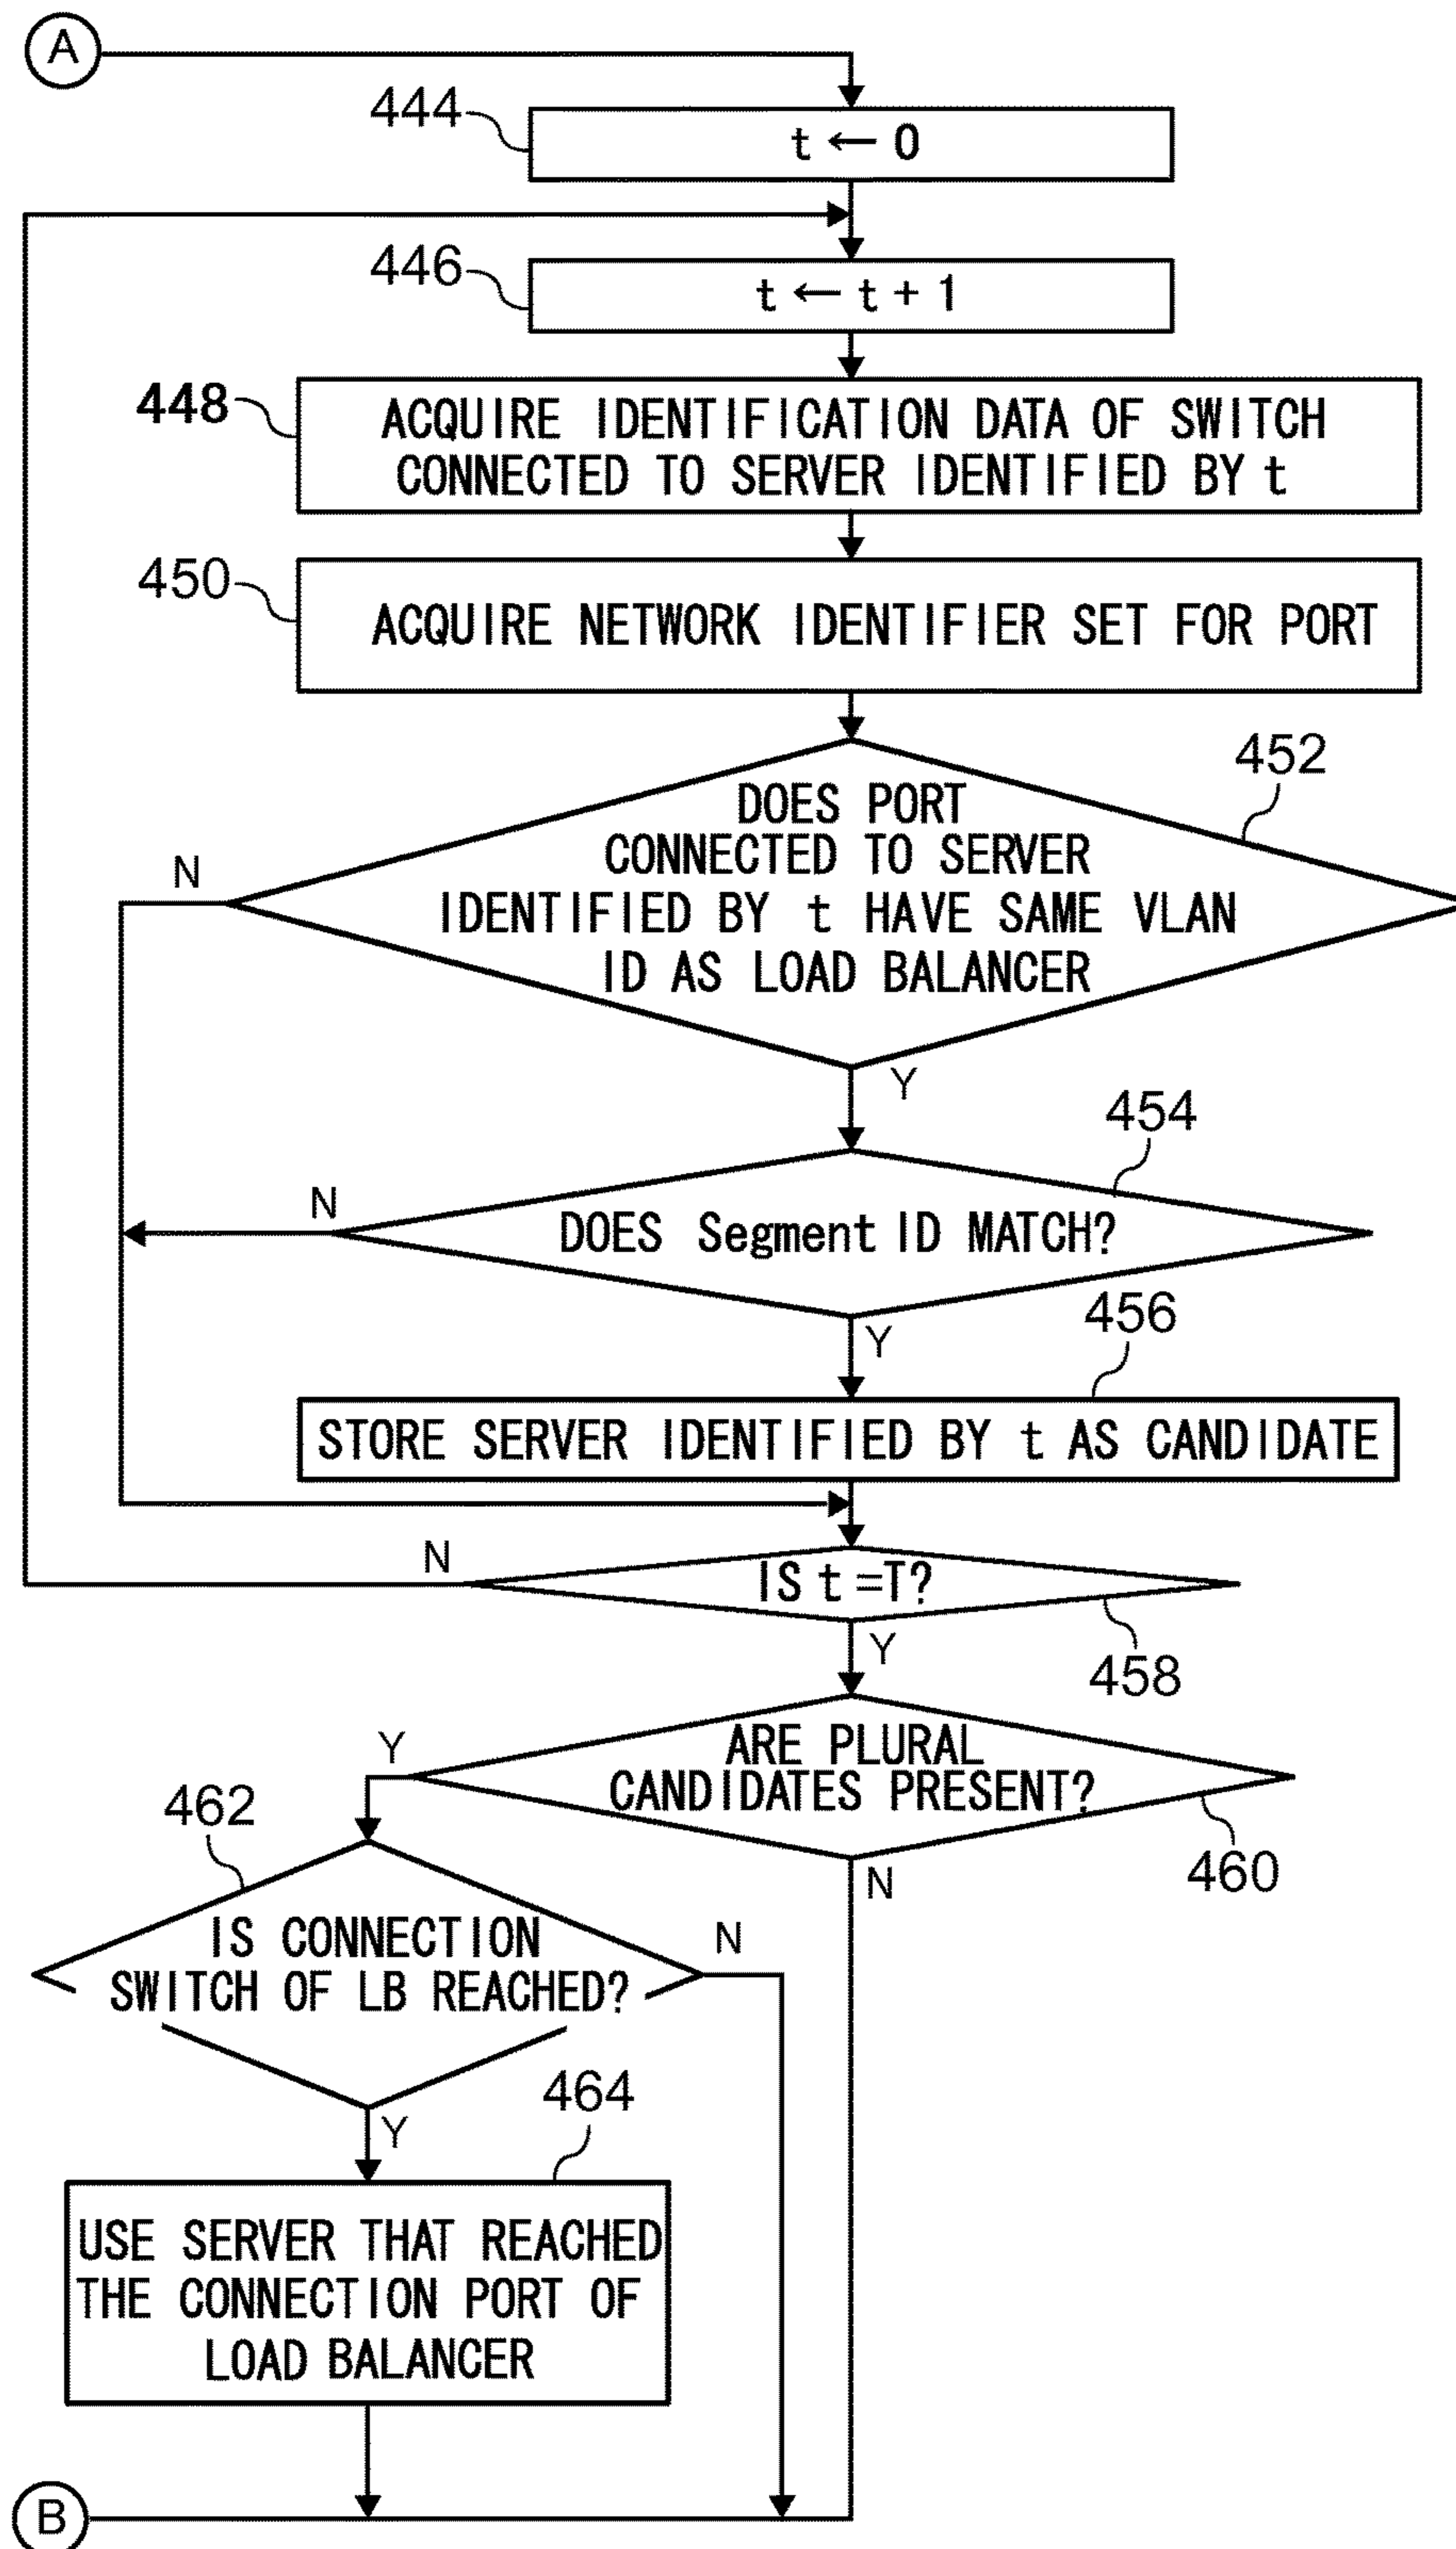 A
444
t ← 0
446
t ← t + 1
448
ACQUIRE IDENTIFICATION DATA OF SWITCH
CONNECTED TO SERVER IDENTIFIED BY t
450
ACQUIRE NETWORK IDENTIFIER SET FOR PORT
452
DOES PORT
CONNECTED TO SERVER
N
IDENTIFIED BY t HAVE SAME VLAN
ID AS LOAD BALANCER
Y
454
N
DOES Segment ID MATCH?
456
Y
STORE SERVER IDENTIFIED BY t AS CANDIDATE
N
IS t =T?
Y
458
Y
ARE PLURAL
CANDIDATES PRESENT?
462
460
N
IS CONNECTION
N
SWITCH OF LB REACHED?
464
Y
USE SERVER THAT REACHED
THE CONNECTION PORT OF
LOAD BALANCER
B